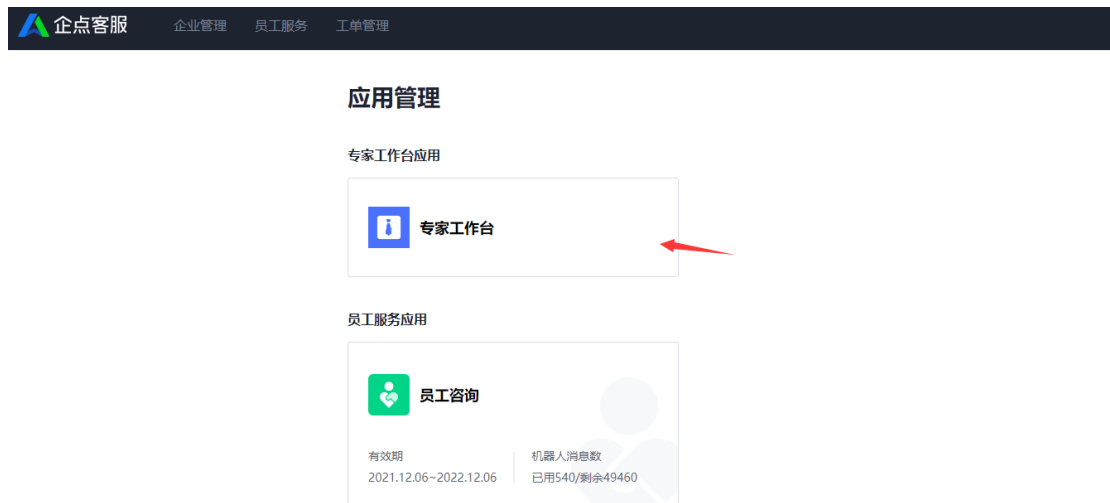 企点客服 企业管理 员工服务 工单管理
应用管理
专家工作台应用
专家工作台
员工服务应用
员工咨询
有效期 机器人消息数
2021.12.06~2022.12.06 已用540/剩余49460